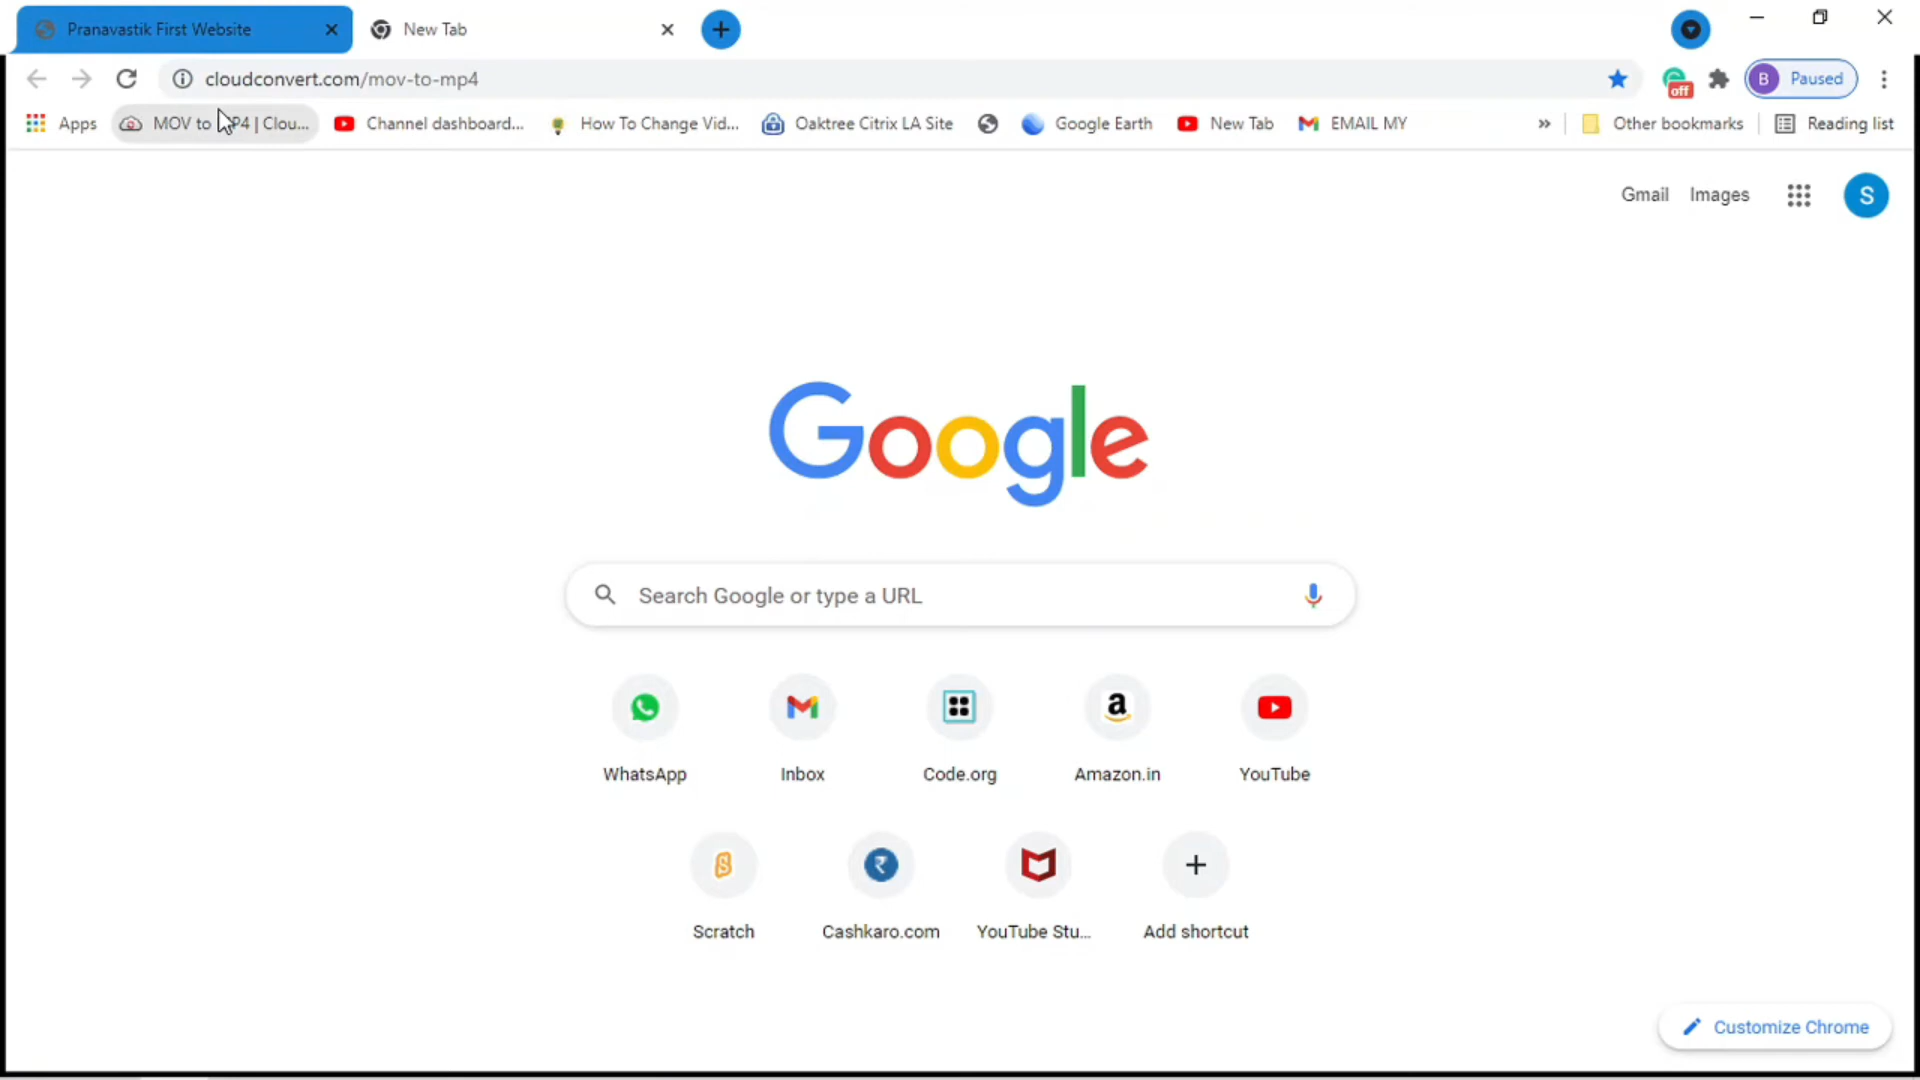 Pranavastik First Website
New Tab
cloudconvert.com/mov-to-mp4
off
B Paused
Apps
MOV to MP4 | Clou...
Channel dashboard...
How To Change Vid...
Oaktree Citrix LA Site
Google Earth
New Tab
EMAIL MY
»
Other bookmarks
Reading list
Gmail
Images
S
Google
Search Google or type a URL
WhatsApp
Inbox
Code.org
Amazon.in
YouTube
Scratch
Cashkaro.com
YouTube Stu...
Add shortcut
Customize Chrome